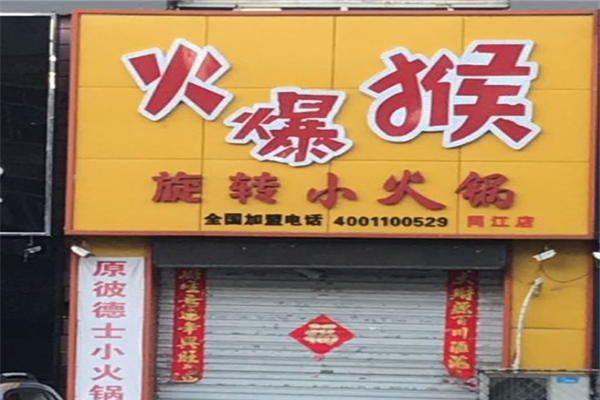 火爆猴
旋转小火锅
全国加盟电话 4001100529 同江店
原彼德士小火锅
福